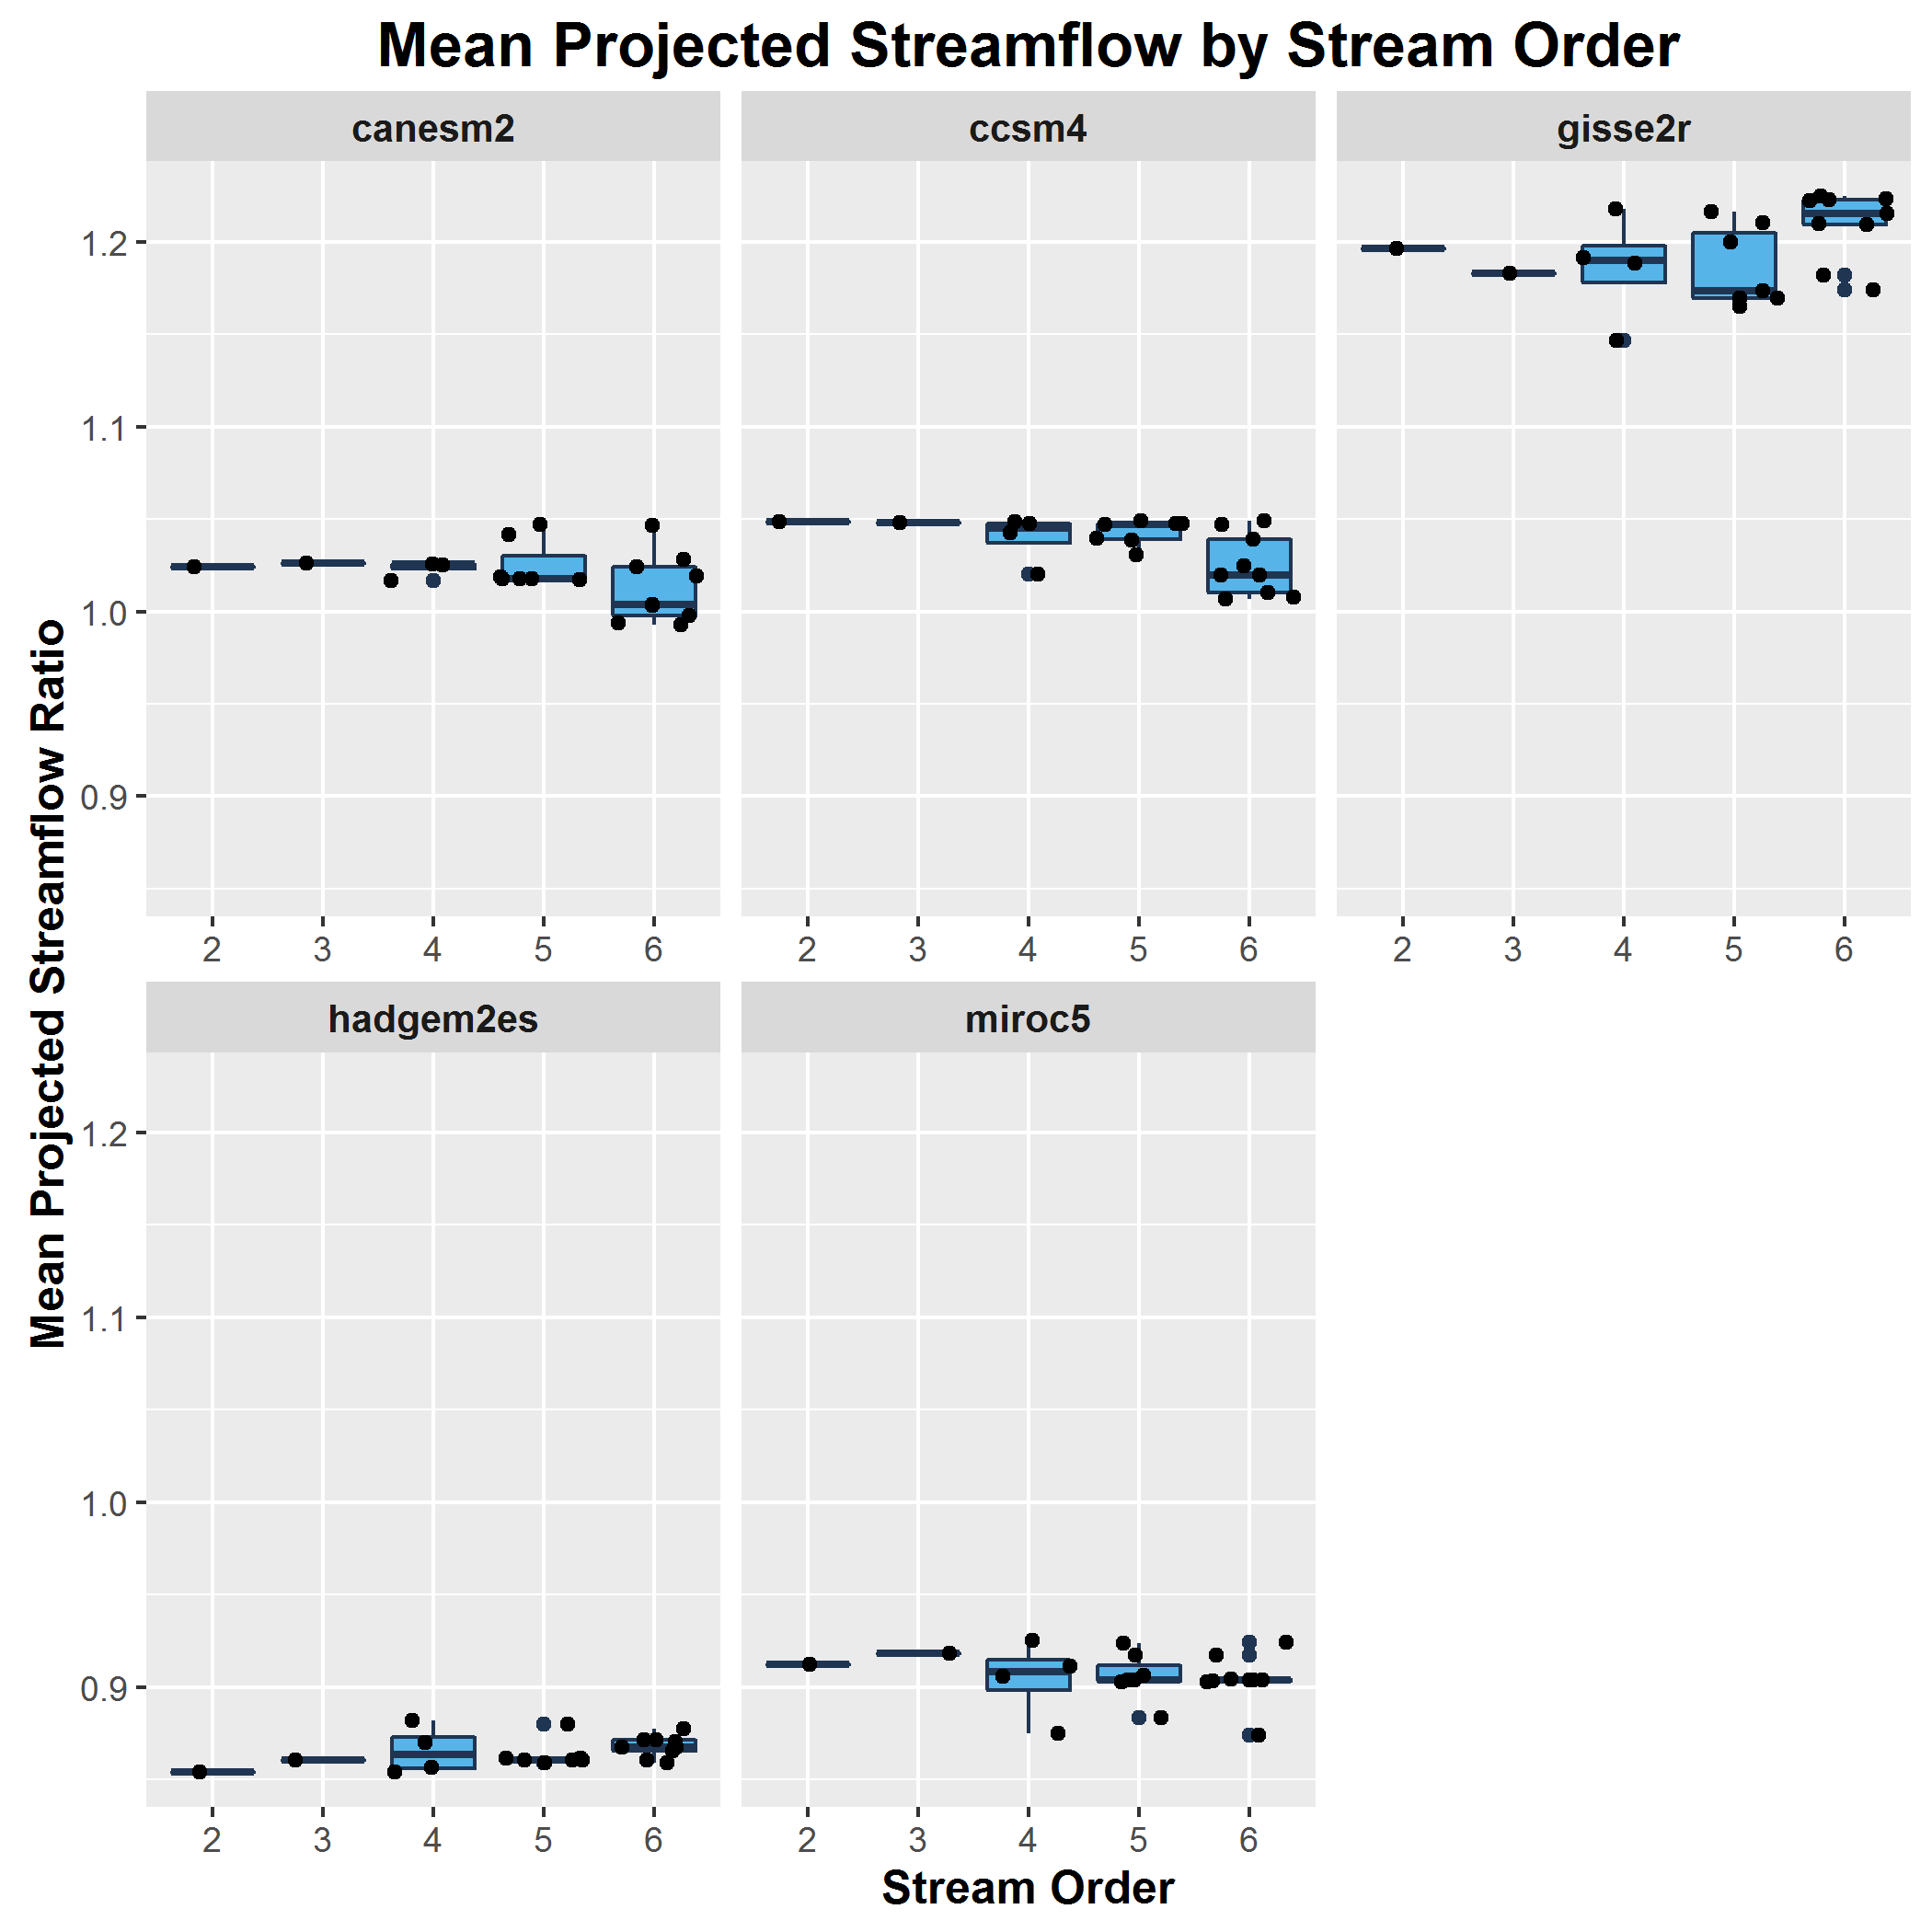 Mean Projected Streamflow by Stream Order
canesm2 ccsm4 gisse2r
1.2
1.1
1.0
0.9
2 3 4 5 6 2 3 4 5 6 2 3 4 5 6
Mean Projected Streamflow Ratio
hadgem2es miroc5
1.2
1.1
1.0
0.9
2 3 4 5 6 2 3 4 5 6
Stream Order